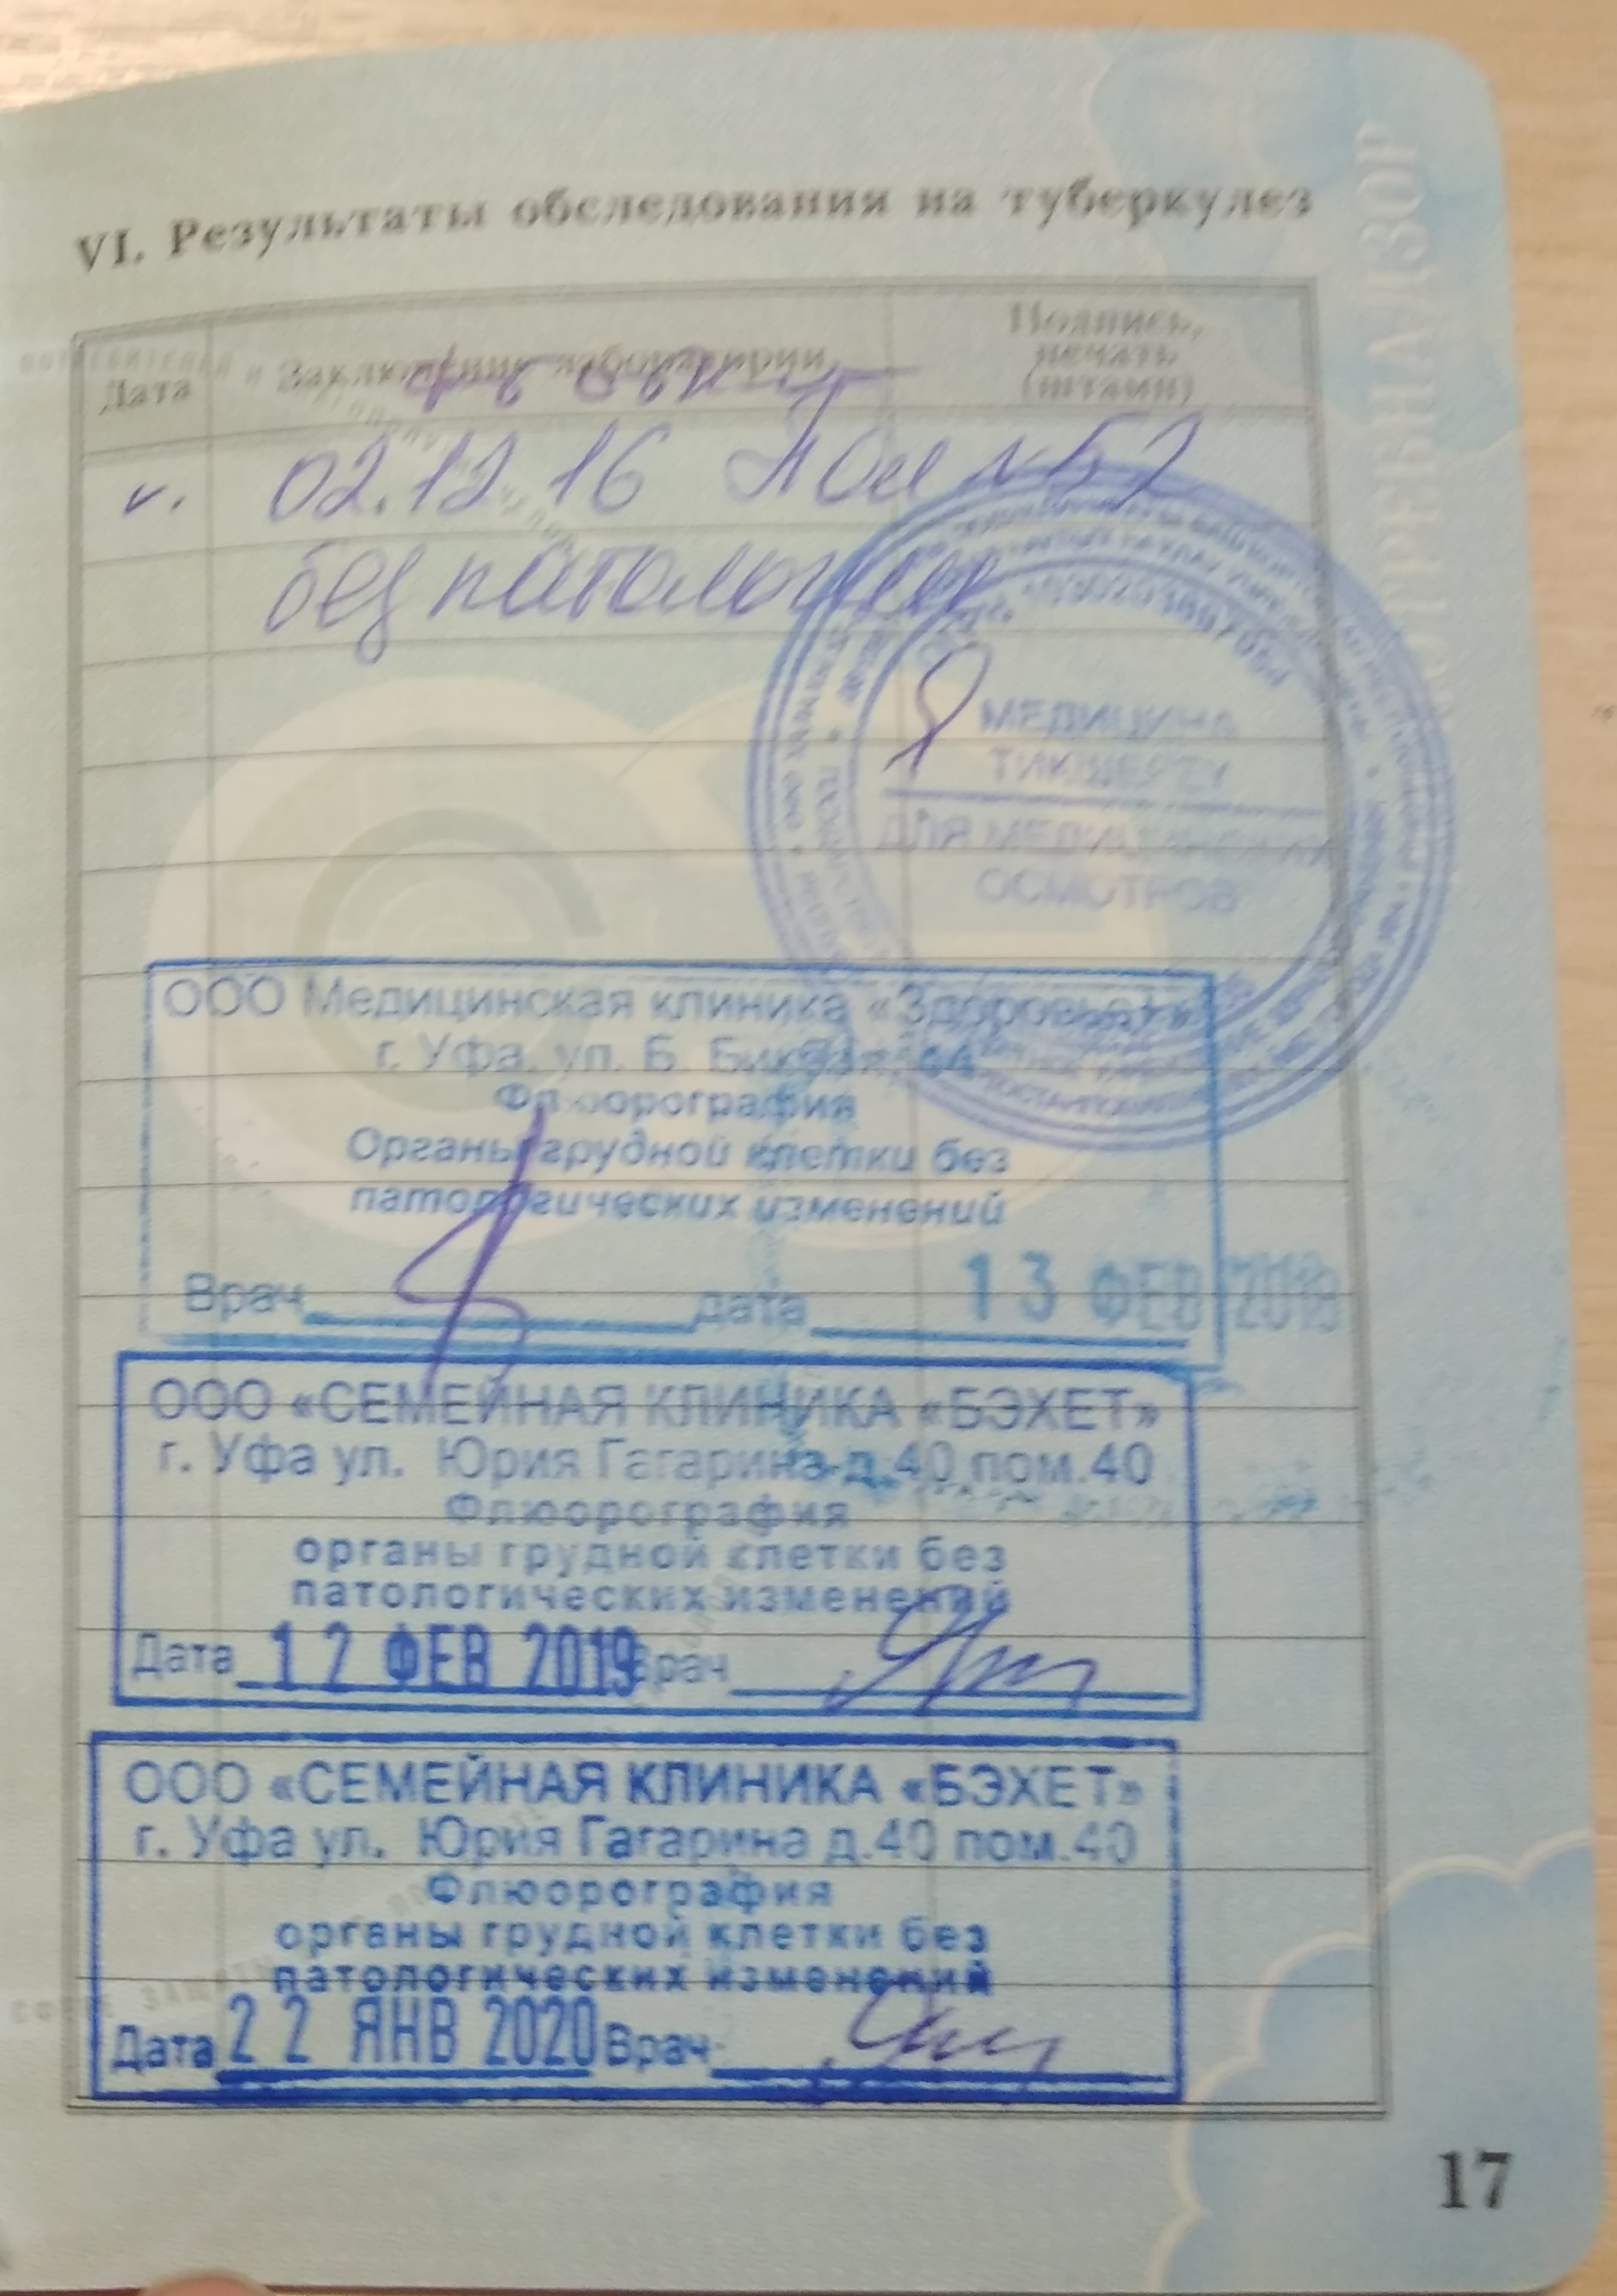 VI. Результаты обследования на туберкулез
Дата
Заключение лаборатории
Подпись,
печать
(штамп)
02.12 16 №52
без патологии
МЕДИЦИНА
ТИКШЕРЕҮ
ДЛЯ МЕДИЦИНСКИХ
ОСМОТРОВ
ООО Медицинская клиника «Здоровье+»
г. Уфа, ул. Б. Бикбая, 44
Флюорография
Органы грудной клетки без
патологических изменений
Врач дата 13 ФЕВ 2018
ООО «СЕМЕЙНАЯ КЛИНИКА «БЭХЕТ»
г. Уфа ул. Юрия Гагарина д.40 пом.40
Флюорография
органы грудной клетки без
патологических изменений
Дата 12 ФЕВ 2019 Врач
ООО «СЕМЕЙНАЯ КЛИНИКА «БЭХЕТ»
г. Уфа ул. Юрия Гагарина д.40 пом.40
Флюорография
органы грудной клетки без
патологических изменений
Дата 22 ЯНВ 2020 Врач
17